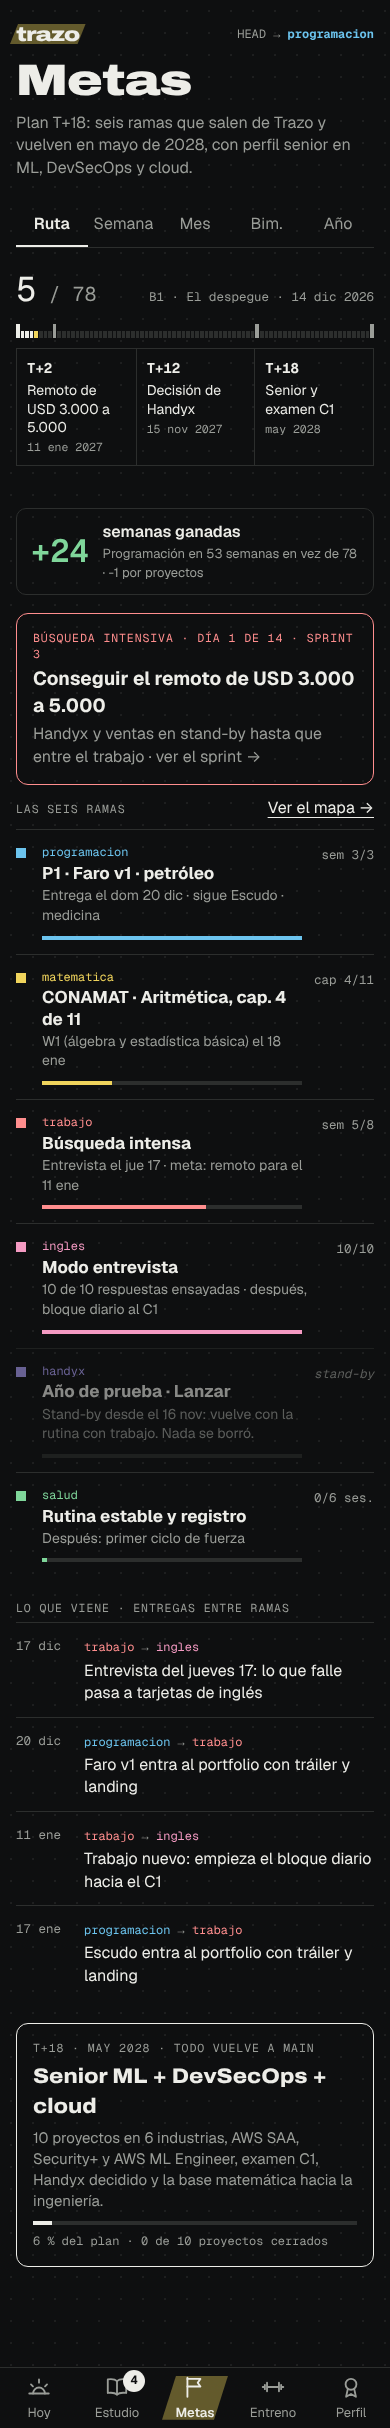 trazo
HEAD → programacion
Metas
Plan T+18: seis ramas que salen de Trazo y
vuelven en mayo de 2028, con perfil senior en
ML, DevSecOps y cloud.
Ruta Semana Mes Bim. Año
5 / 78
B1 · El despegue · 14 dic 2026
T+2
Remoto de
USD 3.000 a
5.000
11 ene 2027
T+12
Decisión de
Handyx
15 nov 2027
T+18
Senior y
examen C1
may 2028
+24
semanas ganadas
Programación en 53 semanas en vez de 78
· -1 por proyectos
BÚSQUEDA INTENSIVA · DÍA 1 DE 14 · SPRINT
3
Conseguir el remoto de USD 3.000
a 5.000
Handyx y ventas en stand-by hasta que
entre el trabajo · ver el sprint →
LAS SEIS RAMAS
Ver el mapa →
programacion
sem 3/3
P1 · Faro v1 · petróleo
Entrega el dom 20 dic · sigue Escudo ·
medicina
matematica
cap 4/11
CONAMAT · Aritmética, cap. 4
de 11
W1 (álgebra y estadística básica) el 18
ene
trabajo
sem 5/8
Búsqueda intensa
Entrevista el jue 17 · meta: remoto para el
11 ene
ingles
10/10
Modo entrevista
10 de 10 respuestas ensayadas · después,
bloque diario al C1
handyx
stand-by
Año de prueba · Lanzar
Stand-by desde el 16 nov: vuelve con la
rutina con trabajo. Nada se borró.
salud
0/6 ses.
Rutina estable y registro
Después: primer ciclo de fuerza
LO QUE VIENE · ENTREGAS ENTRE RAMAS
17 dic
trabajo → ingles
Entrevista del jueves 17: lo que falle
pasa a tarjetas de inglés
20 dic
programacion → trabajo
Faro v1 entra al portfolio con tráiler y
landing
11 ene
trabajo → ingles
Trabajo nuevo: empieza el bloque diario
hacia el C1
17 ene
programacion → trabajo
Escudo entra al portfolio con tráiler y
landing
T+18 · MAY 2028 · TODO VUELVE A MAIN
Senior ML + DevSecOps +
cloud
10 proyectos en 6 industrias, AWS SAA,
Security+ y AWS ML Engineer, examen C1,
Handyx decidido y la base matemática hacia la
ingeniería.
6 % del plan · 0 de 10 proyectos cerrados
4
Hoy Estudio Metas Entreno Perfil